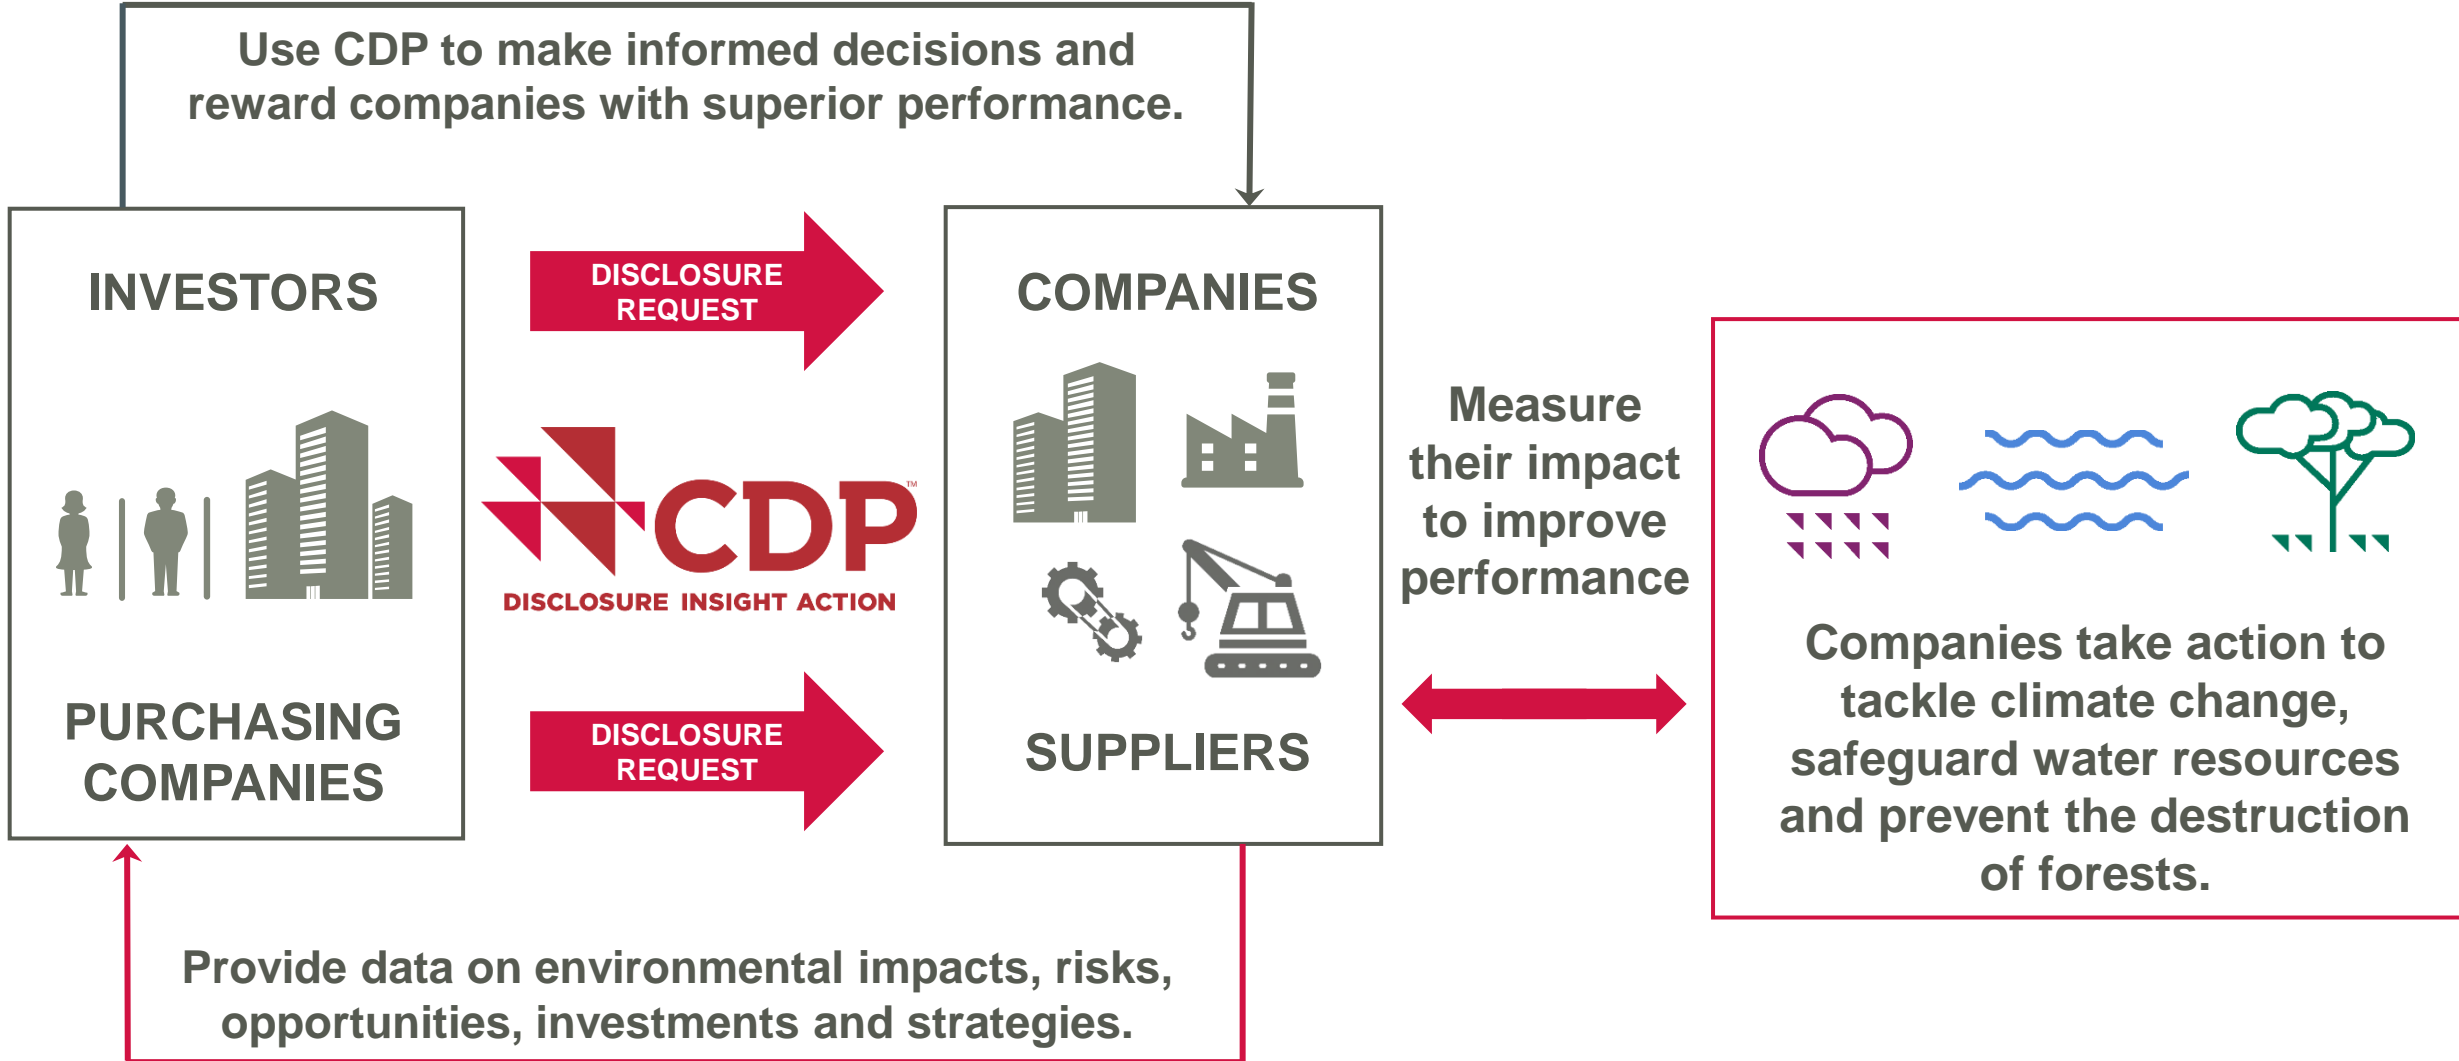 Use CDP to make informed decisions and
reward companies with superior performance.
INVESTORS
PURCHASING
COMPANIES
DISCLOSURE
REQUEST
CDP™
DISCLOSURE INSIGHT ACTION
DISCLOSURE
REQUEST
COMPANIES
SUPPLIERS
Measure
their impact
to improve
performance
Companies take action to
tackle climate change,
safeguard water resources
and prevent the destruction
of forests.
Provide data on environmental impacts, risks,
opportunities, investments and strategies.